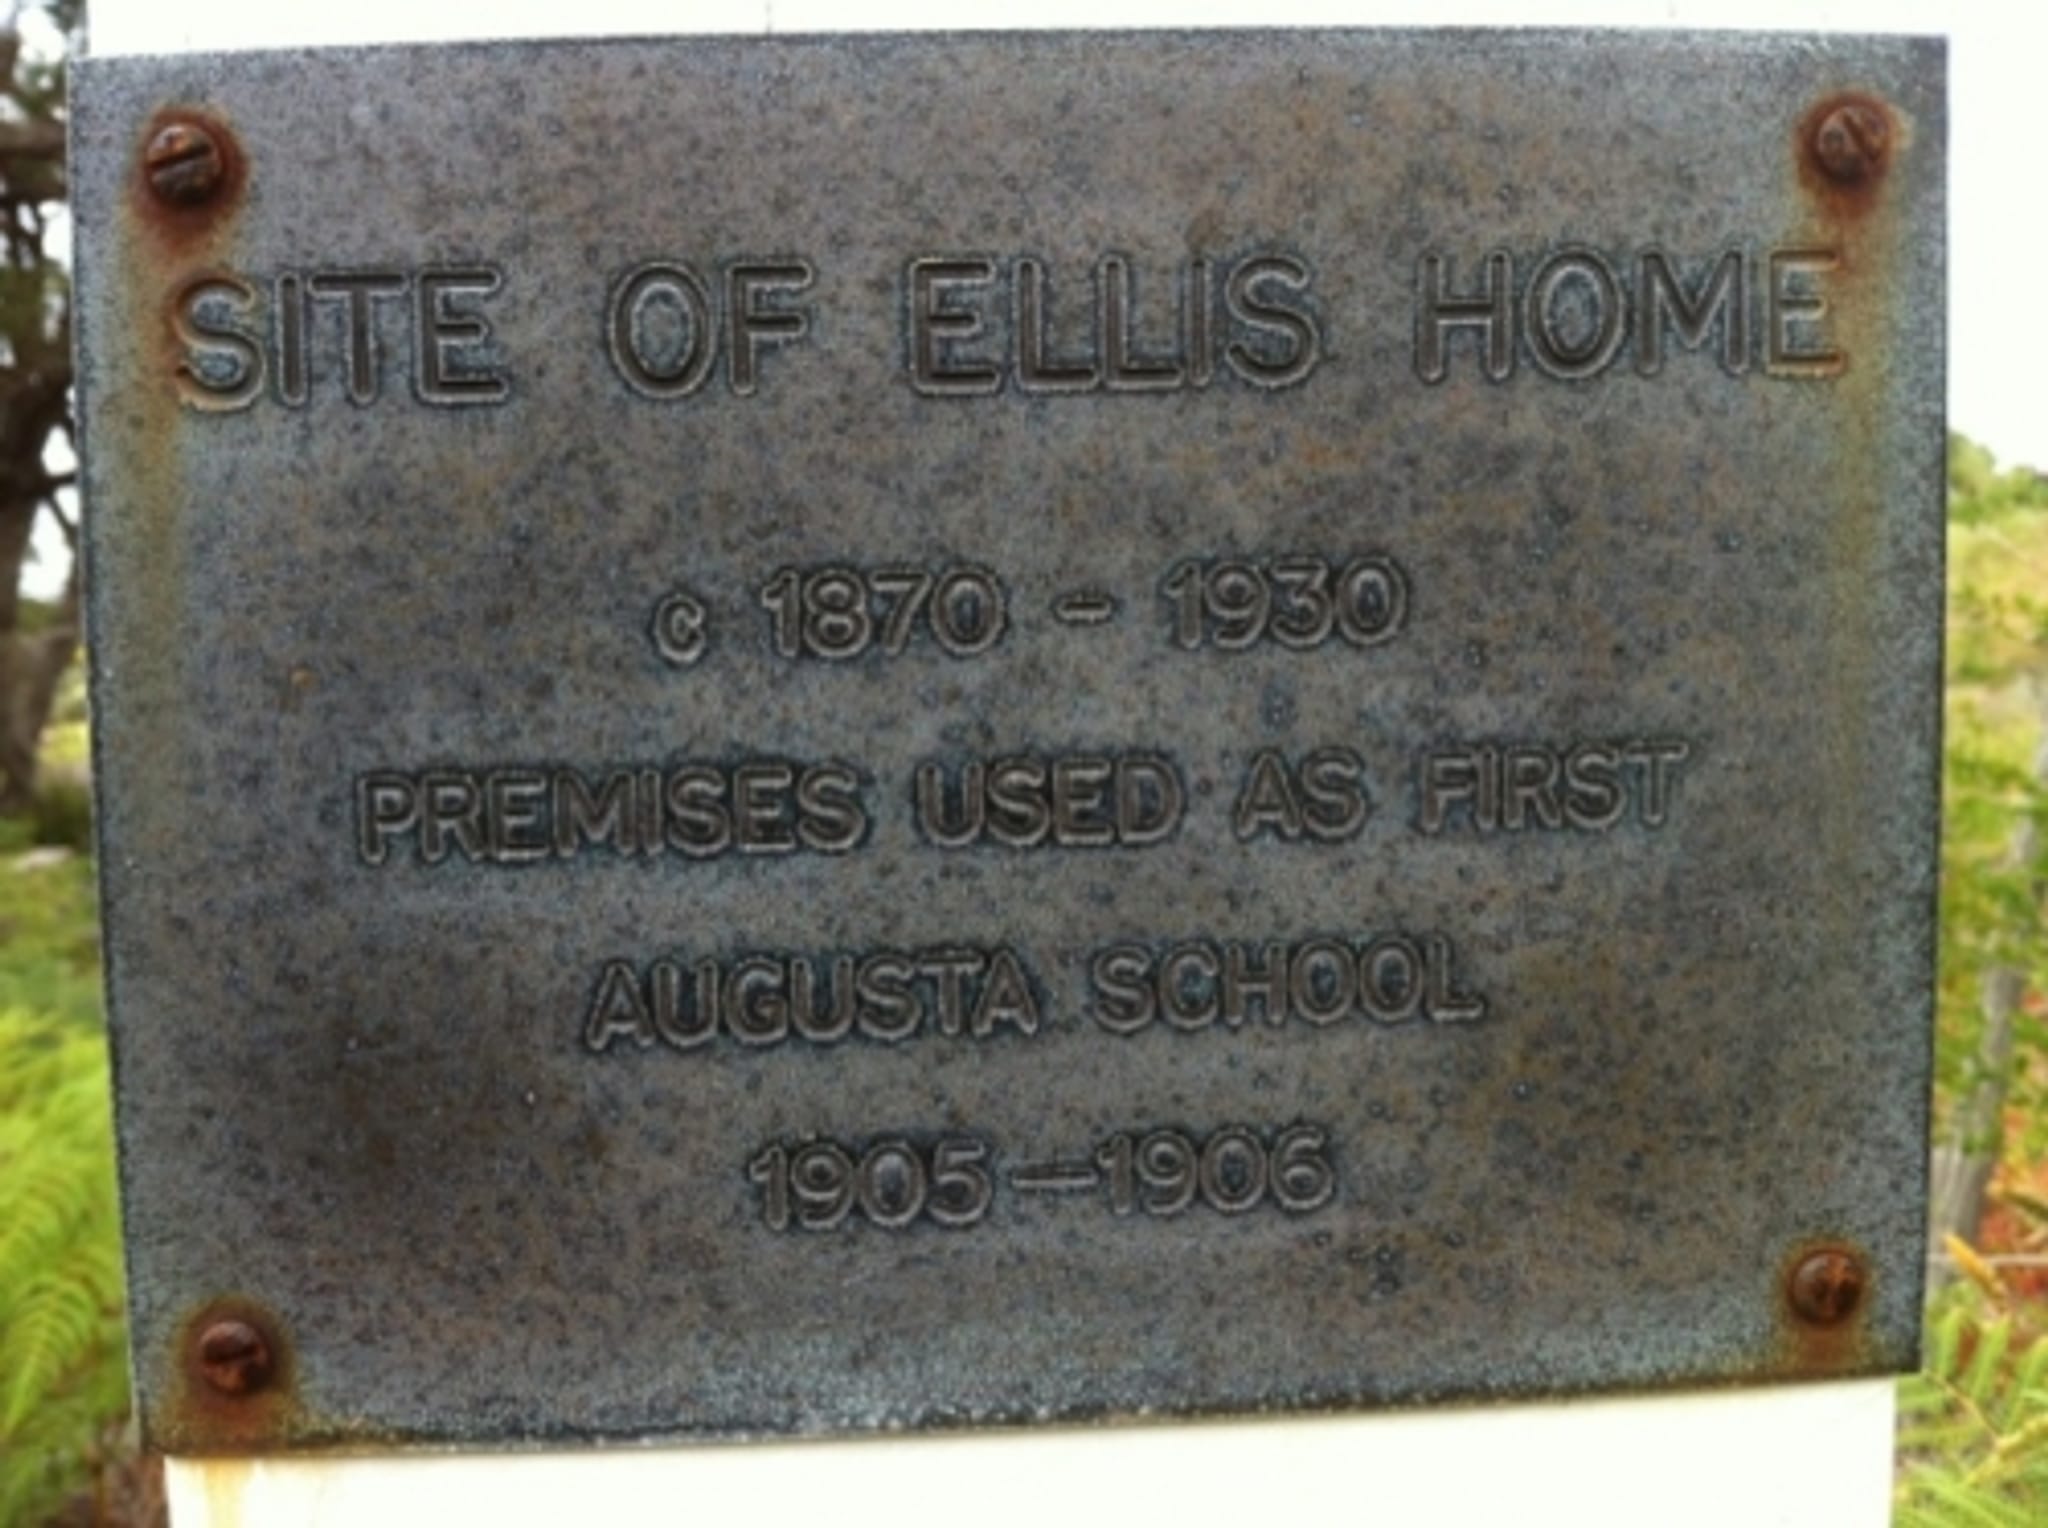 SITE OF ELLIS HOME
c 1870 - 1930
PREMISES USED AS FIRST
AUGUSTA SCHOOL
1905—1906